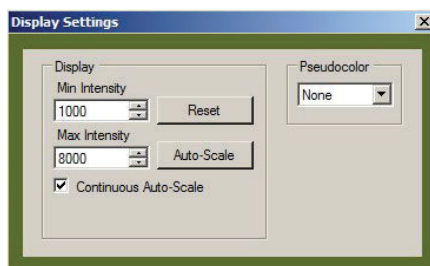 Display Settings
Display
Min Intensity
1000
Reset
Max Intensity
8000
Auto-Scale
Continuous Auto-Scale
Pseudocolor
None